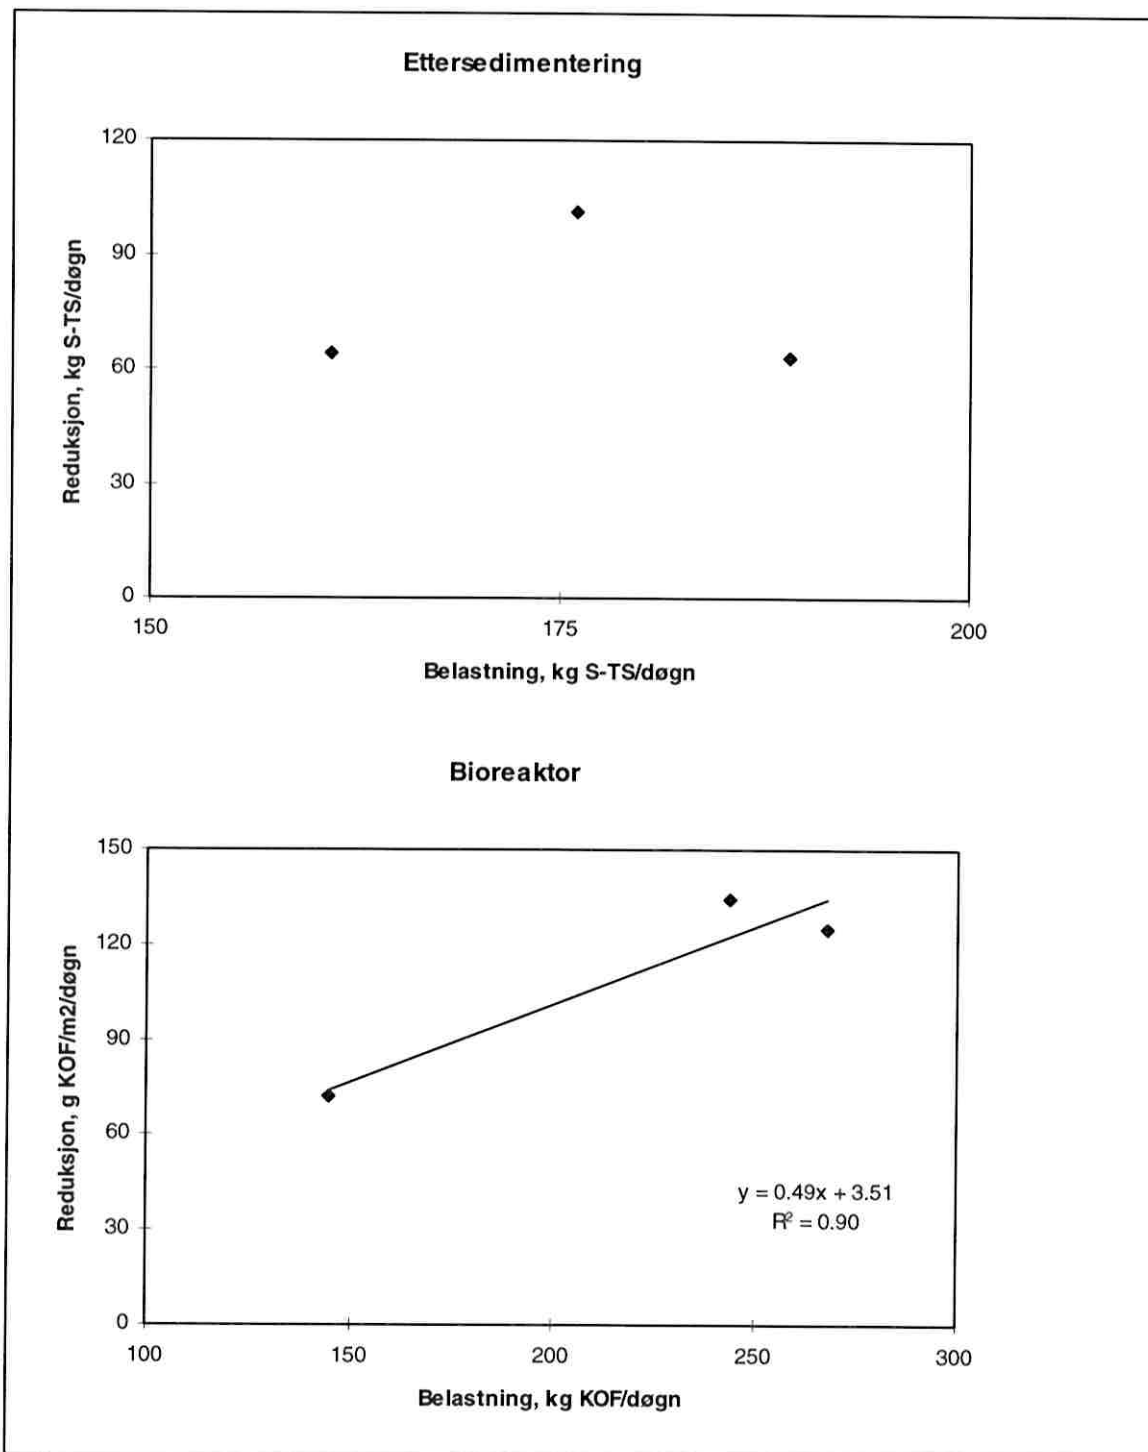 Ettersedimentering
120
90
60
30
0
Reduksjon, kg S-TS/døgn
150 175 200
Belastning, kg S-TS/døgn
Bioreaktor
150
120
90
60
30
0
Reduksjon, g KOF/m2/døgn
y = 0.49x + 3.51
R² = 0.90
100 150 200 250 300
Belastning, kg KOF/døgn